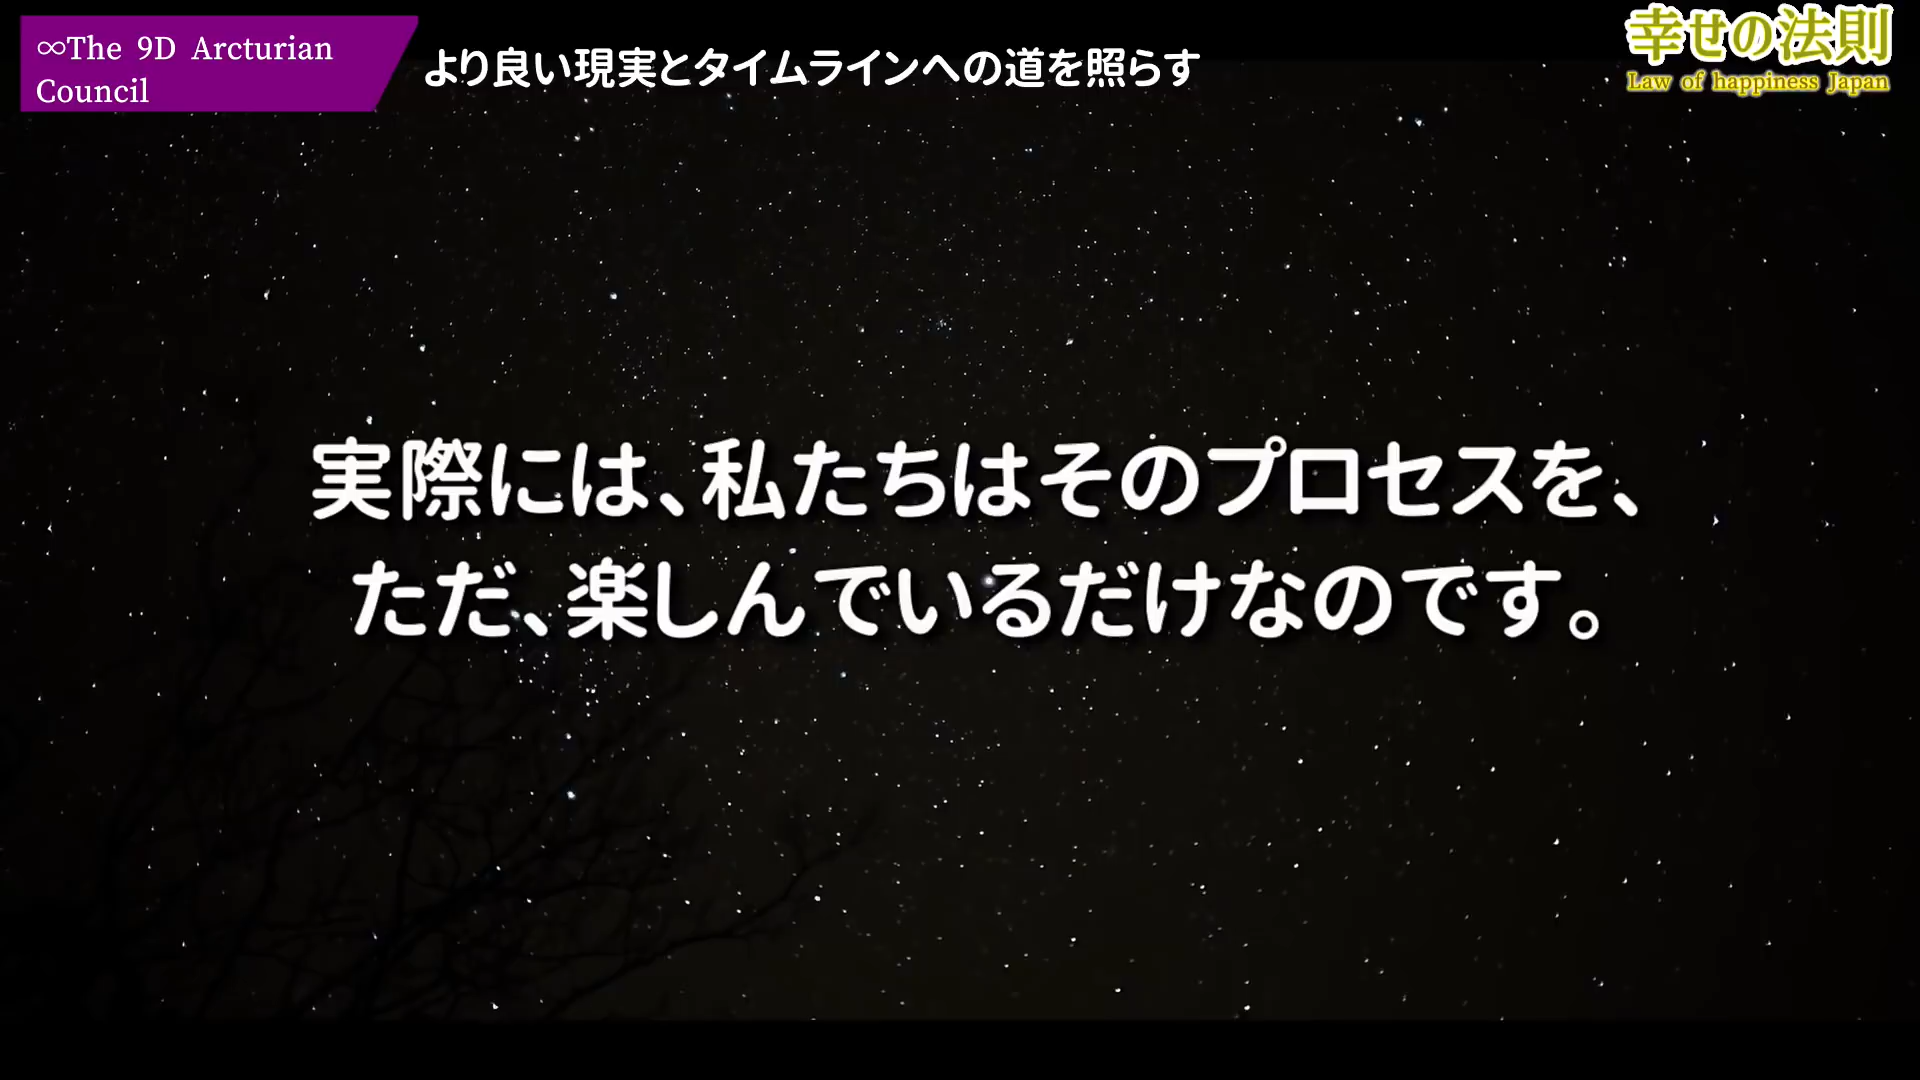 ∞The 9D Arcturian
Council
より良い現実とタイムラインへの道を照らす
幸せの法則
Law of happiness Japan
実際には、私たちはそのプロセスを、
ただ、楽しんでいるだけなのです。